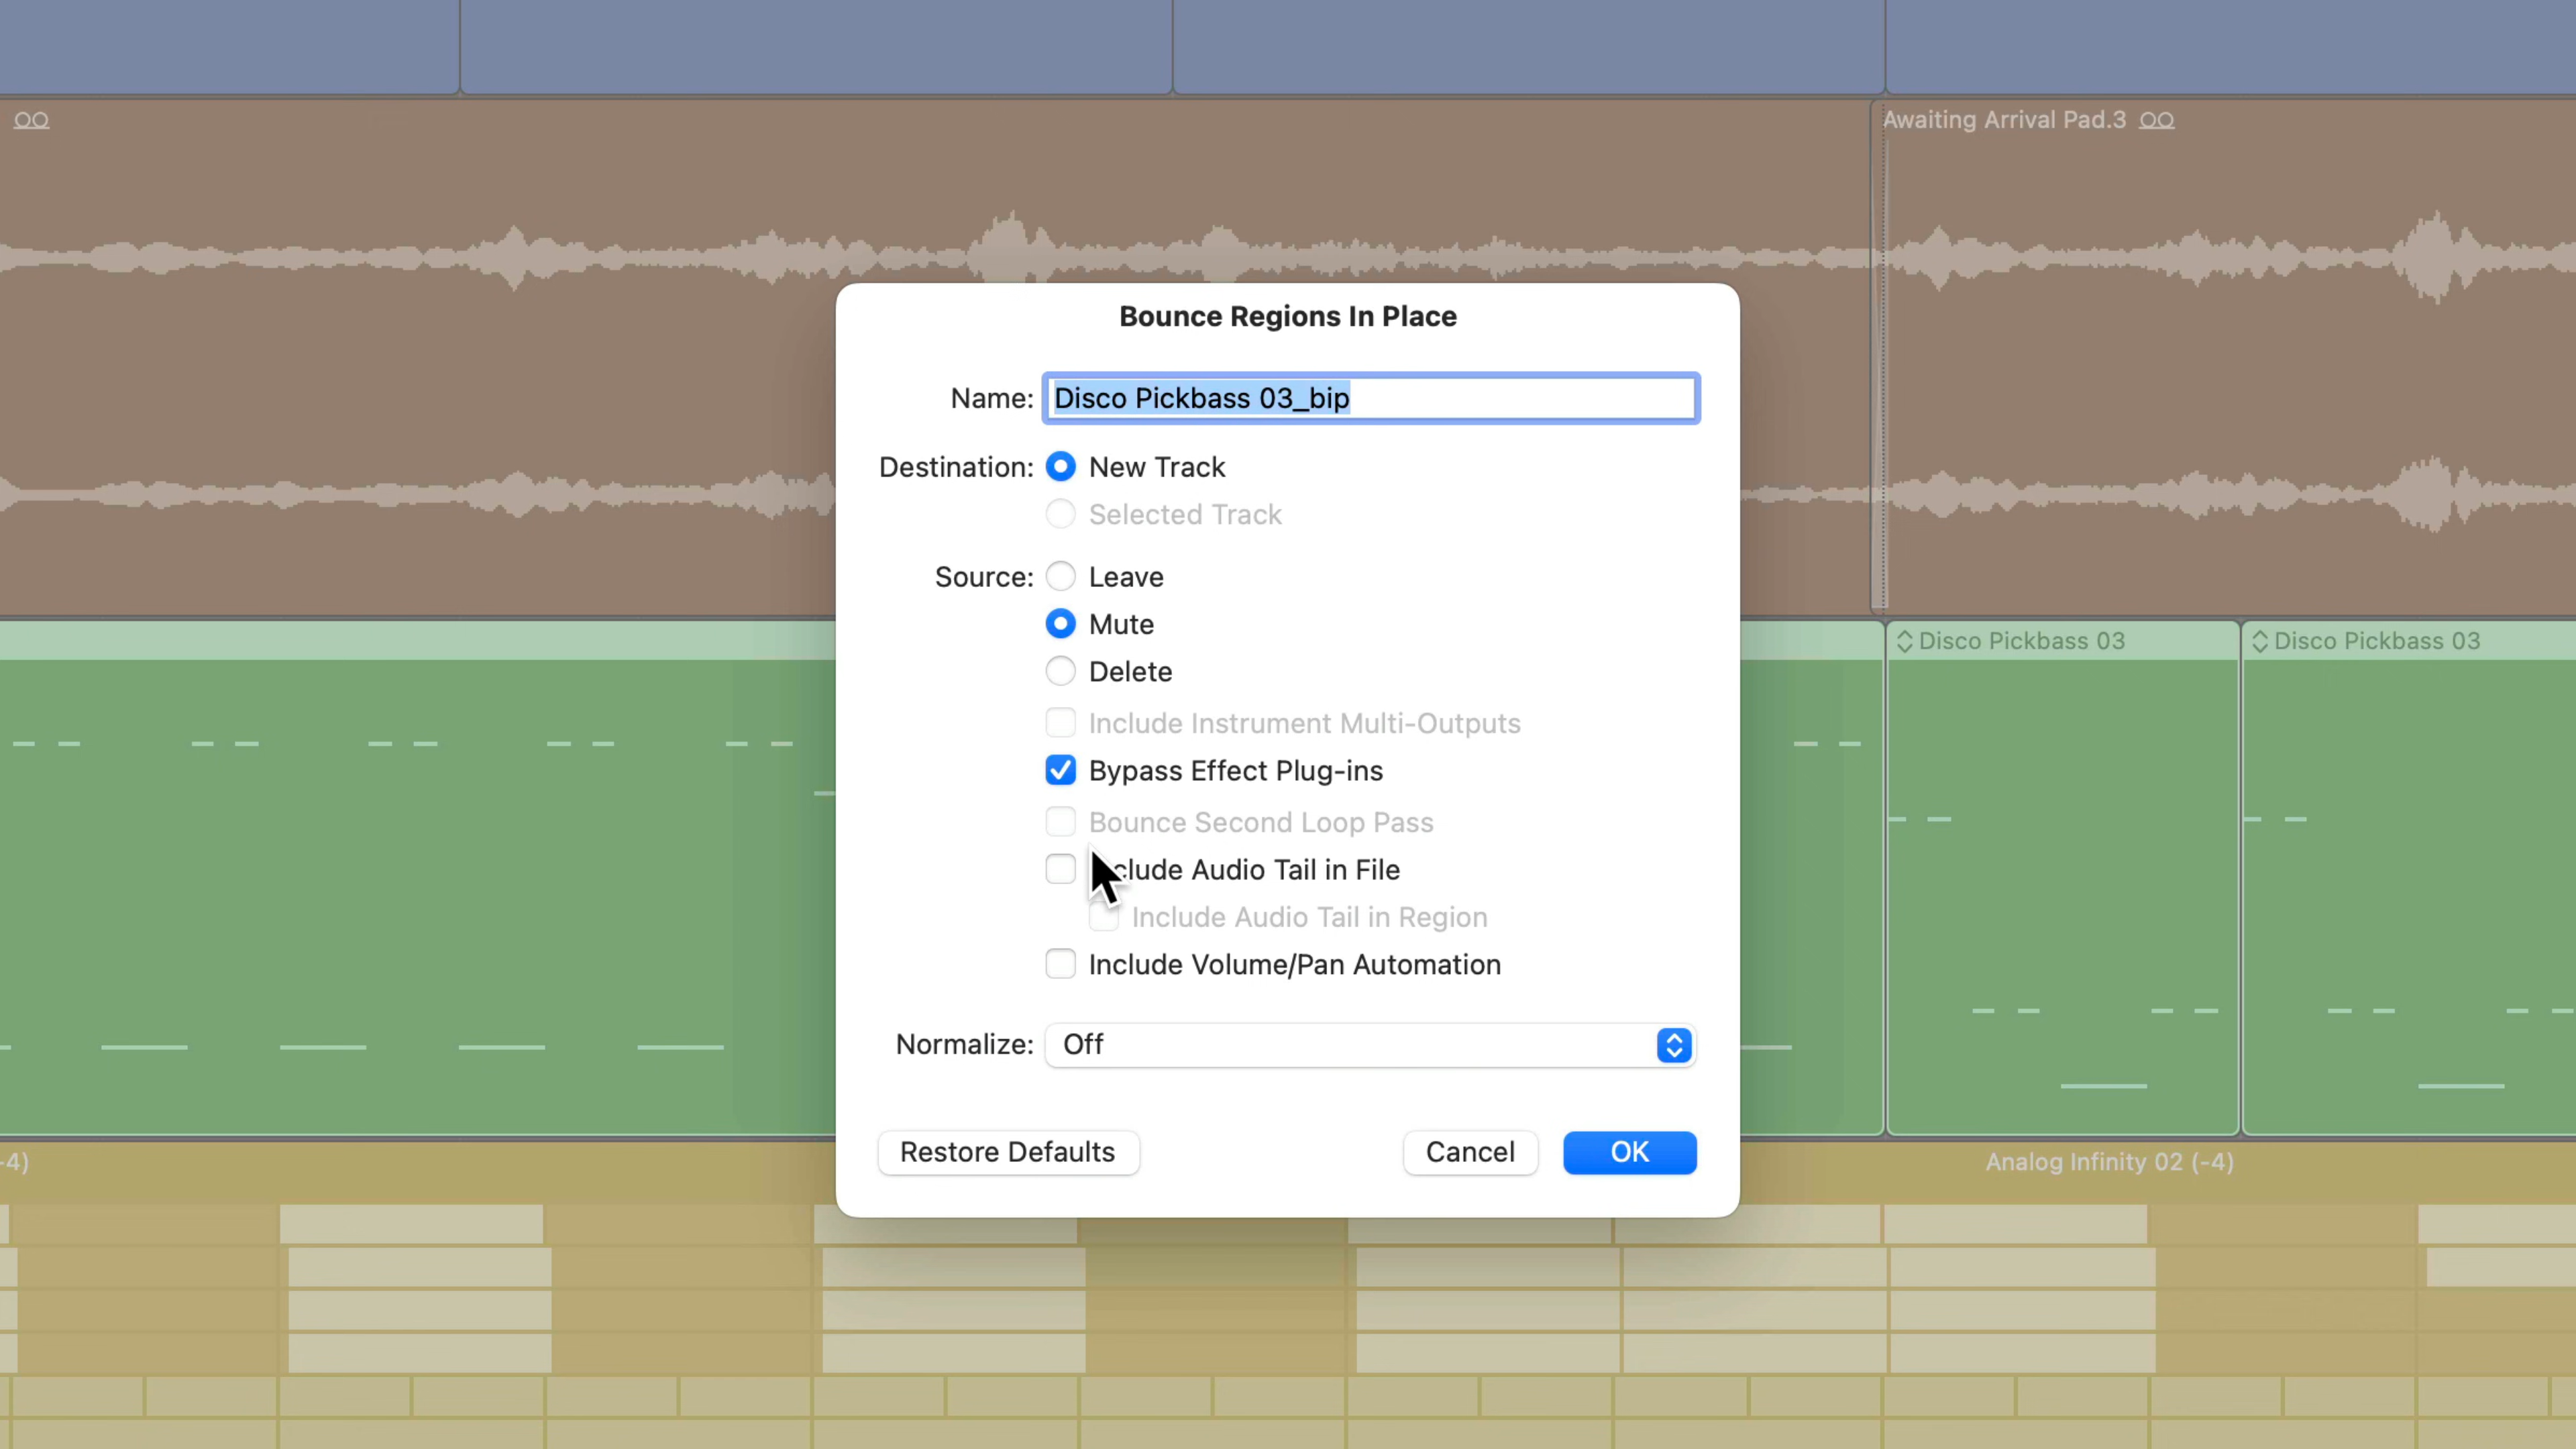 Awaiting Arrival Pad.3
Bounce Regions In Place
Name: Disco Pickbass 03_bip
Destination: New Track
Selected Track
Source: Leave
Mute
Delete
Disco Pickbass 03
Disco Pickbass 03
Include Instrument Multi-Outputs
Bypass Effect Plug-ins
Bounce Second Loop Pass
clude Audio Tail in File
Include Audio Tail in Region
Include Volume/Pan Automation
Normalize: Off
Restore Defaults Cancel OK
-4)
Analog Infinity 02 (-4)